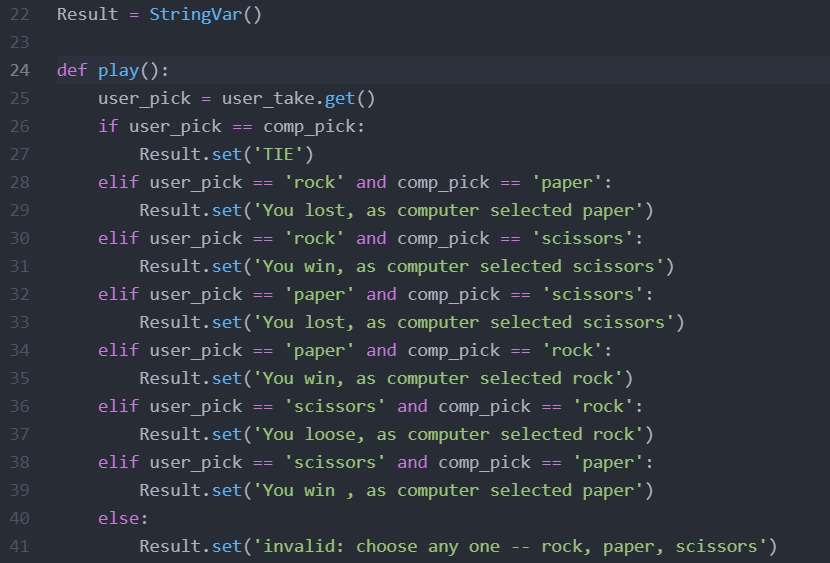 22 Result = StringVar()
23
24 def play():
25     user_pick = user_take.get()
26     if user_pick == comp_pick:
27         Result.set('TIE')
28     elif user_pick == 'rock' and comp_pick == 'paper':
29         Result.set('You lost, as computer selected paper')
30     elif user_pick == 'rock' and comp_pick == 'scissors':
31         Result.set('You win, as computer selected scissors')
32     elif user_pick == 'paper' and comp_pick == 'scissors':
33         Result.set('You lost, as computer selected scissors')
34     elif user_pick == 'paper' and comp_pick == 'rock':
35         Result.set('You win, as computer selected rock')
36     elif user_pick == 'scissors' and comp_pick == 'rock':
37         Result.set('You loose, as computer selected rock')
38     elif user_pick == 'scissors' and comp_pick == 'paper':
39         Result.set('You win , as computer selected paper')
40     else:
41         Result.set('invalid: choose any one -- rock, paper, scissors')